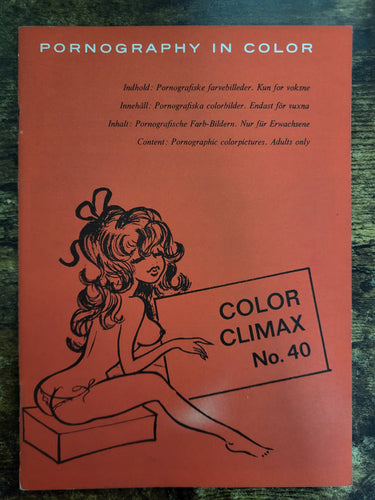 PORNOGRAPHY IN COLOR
Indhold: Pornografiske farvebilleder. Kun for voksne
Innehåll: Pornografiska colorbilder. Endast för vuxna
Inhalt: Pornografische Farb-Bildern. Nur für Erwachsene
Content: Pornographic colorpictures. Adults only
COLOR
CLIMAX
No. 40